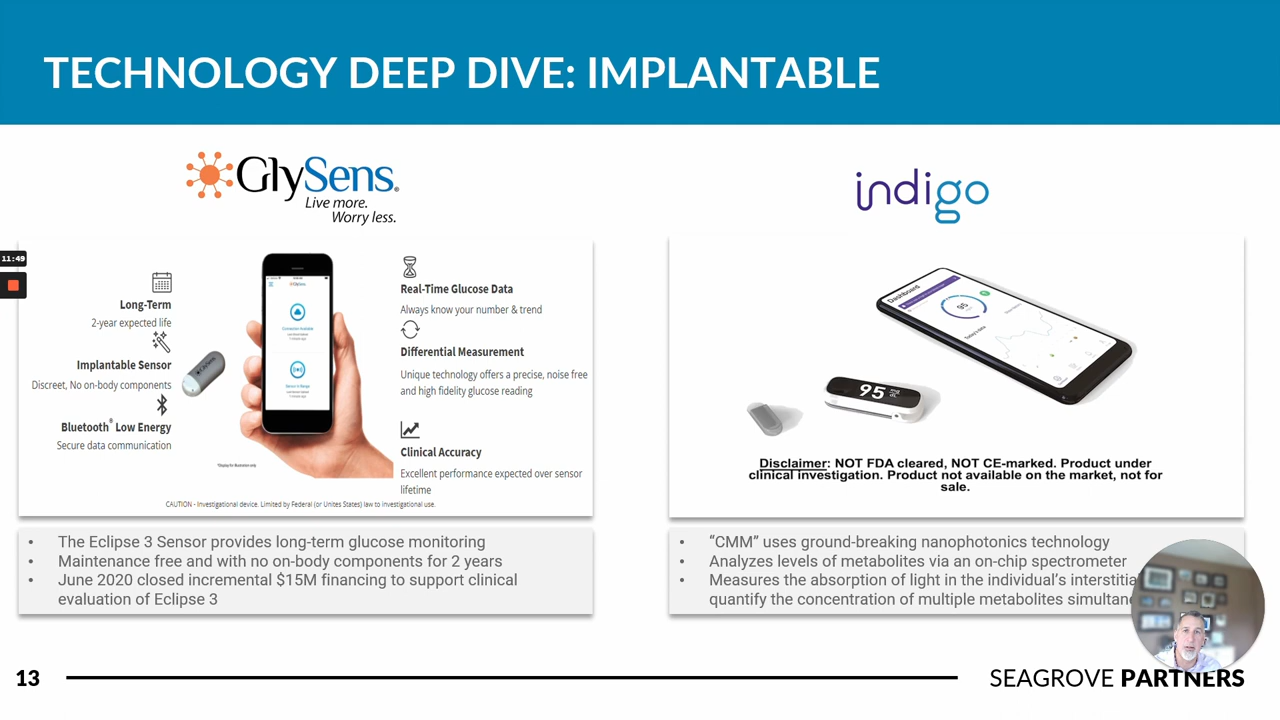 TECHNOLOGY DEEP DIVE: IMPLANTABLE
GlySens®
Live more.
Worry less.
11:49
Long-Term
2-year expected life
Implantable Sensor
Discreet, No on-body components
Bluetooth® Low Energy
Secure data communication
GlySens
Real-Time Glucose Data
Always know your number & trend
Differential Measurement
Unique technology offers a precise, noise free
and high fidelity glucose reading
Clinical Accuracy
Excellent performance expected over sensor
lifetime
CAUTION - Investigational device. Limited by Federal (or Unites States) law to investigational use.
The Eclipse 3 Sensor provides long-term glucose monitoring
Maintenance free and with no on-body components for 2 years
June 2020 closed incremental $15M financing to support clinical
evaluation of Eclipse 3
indigo
Dashboard
95
95
Disclaimer: NOT FDA cleared, NOT CE-marked. Product under
clinical investigation. Product not available on the market, not for
sale.
“CMM” uses ground-breaking nanophotonics technology
Analyzes levels of metabolites via an on-chip spectrometer
Measures the absorption of light in the individual’s interstitia
quantify the concentration of multiple metabolites simultan
13
SEAGROVE PARTNERS